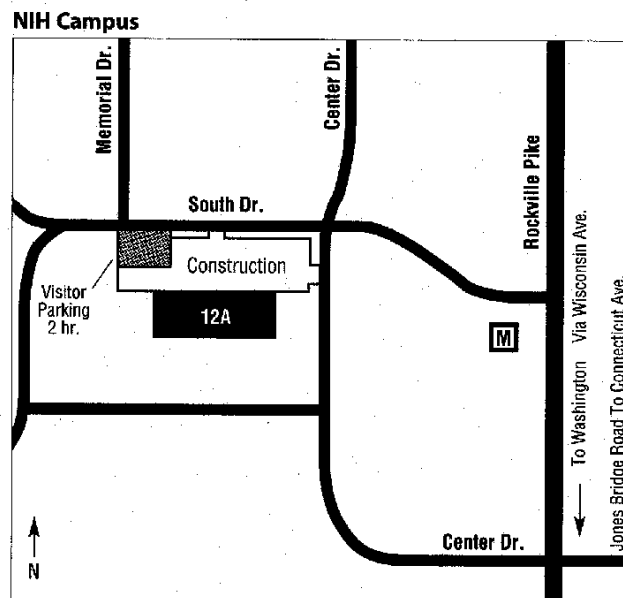 NIH Campus
Memorial Dr.
Center Dr.
Rockville Pike
South Dr.
Construction
Visitor
Parking
2 hr.
12A
M
To Washington Via Wisconsin Ave.
Jones Bridge Road To Connecticut Ave.
Center Dr.
N